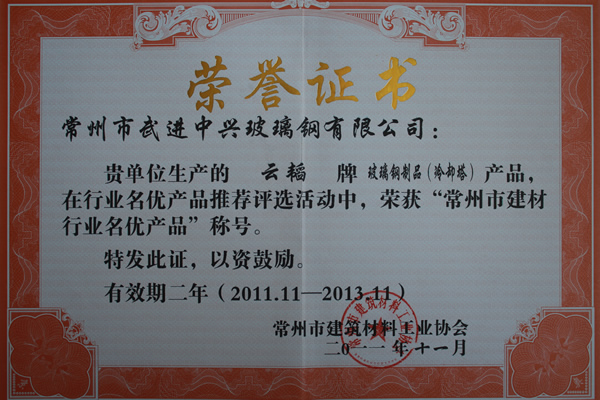 荣誉证书
常州市武进中兴玻璃钢有限公司：
贵单位生产的 云韬 牌 玻璃钢制品（冷却塔）产品，
在行业名优产品推荐评选活动中，荣获“常州市建材
行业名优产品”称号。
特发此证，以资鼓励。
有效期二年（2011.11—2013.11）
常州市建筑材料工业协会
二0一一年十一月